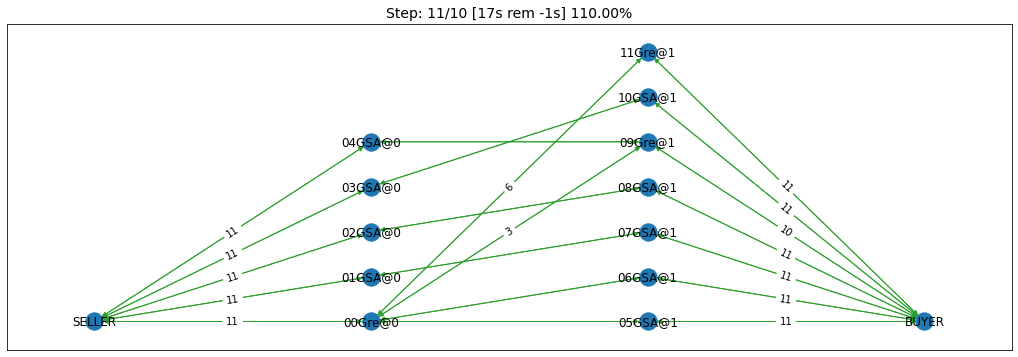 Step: 11/10 [17s rem -1s] 110.00%
11Gre@1
10GSA@1
04GSA@0
09Gre@1
03GSA@0
08GSA@1
6
11
02GSA@0
07GSA@1
11
11
3
10
01GSA@0
06GSA@1
11
11
11
11
11
SELLER
11
00Gre@0
05GSA@1
11
BUYER